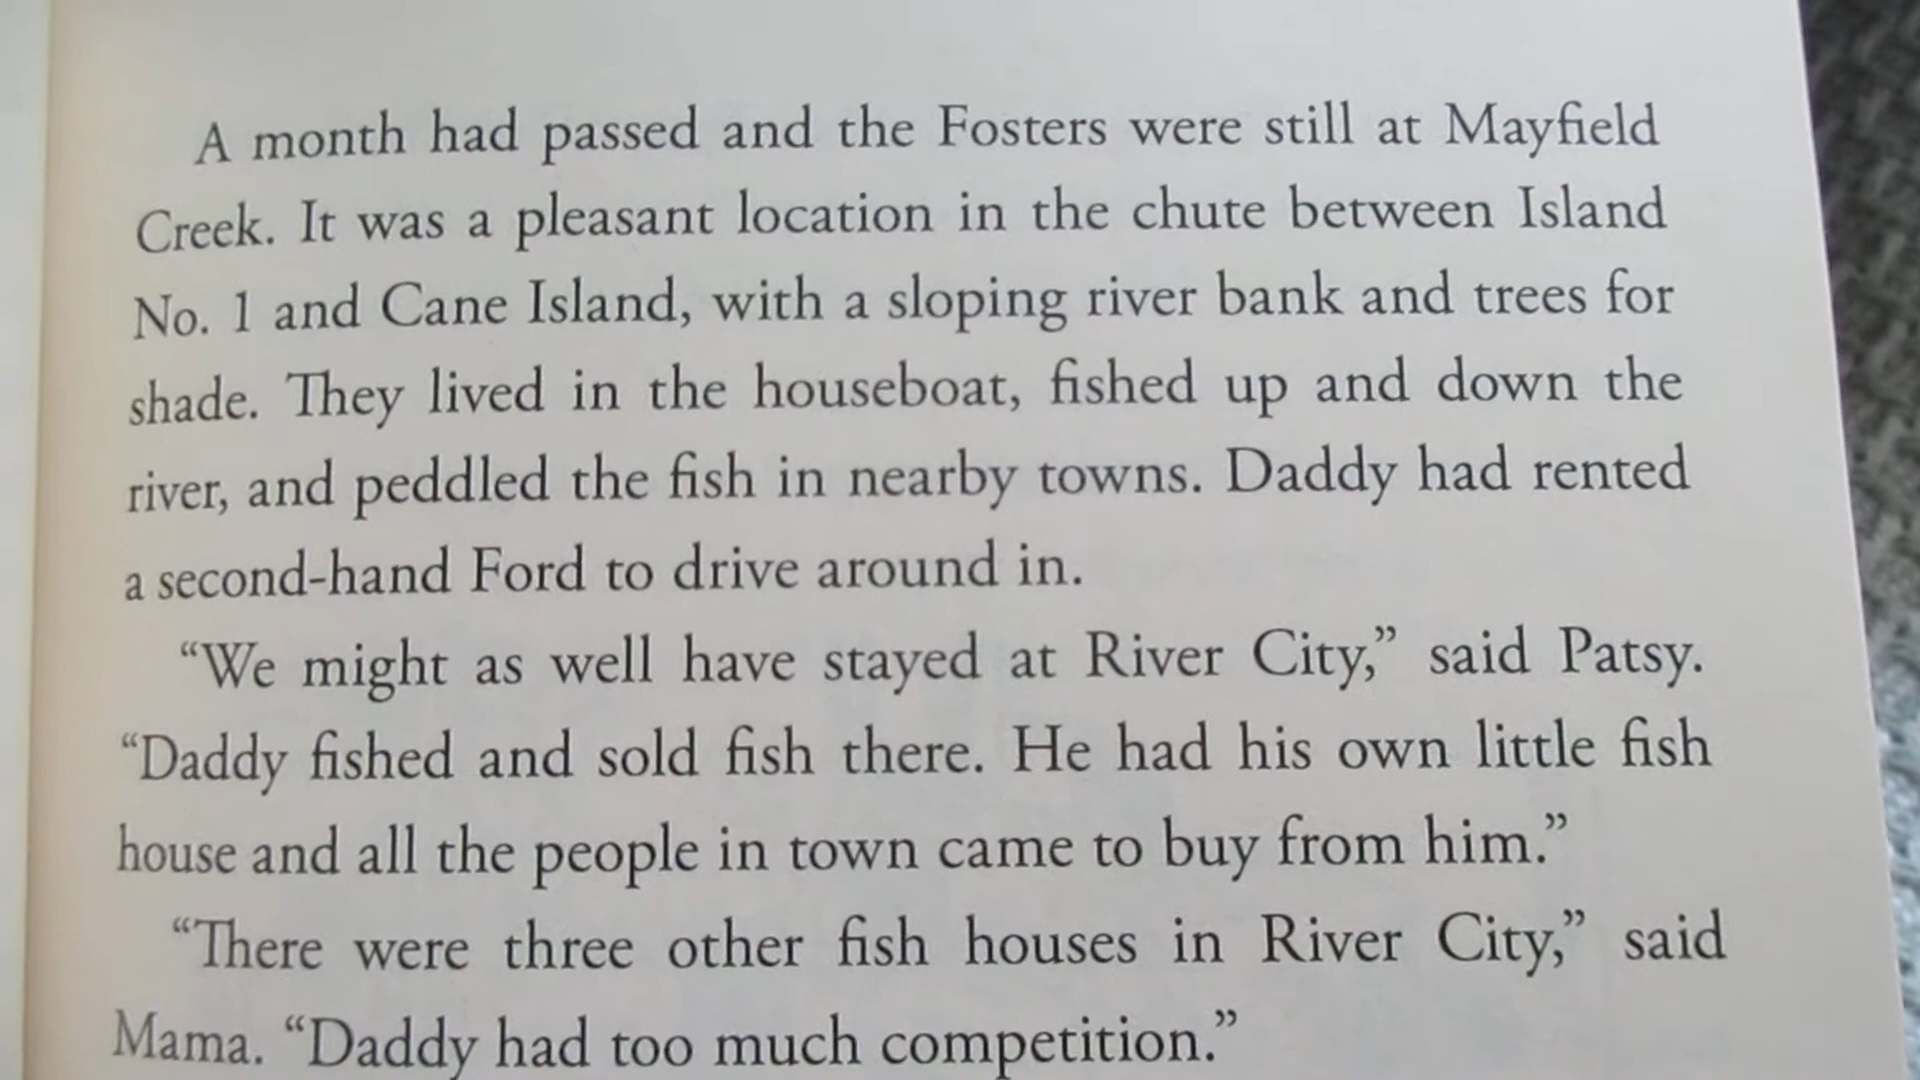 A month had passed and the Fosters were still at Mayfield
Creek. It was a pleasant location in the chute between Island
No. 1 and Cane Island, with a sloping river bank and trees for
shade. They lived in the houseboat, fished up and down the
river, and peddled the fish in nearby towns. Daddy had rented
a second-hand Ford to drive around in.
“We might as well have stayed at River City,” said Patsy.
“Daddy fished and sold fish there. He had his own little fish
house and all the people in town came to buy from him.”
“There were three other fish houses in River City,” said
Mama. “Daddy had too much competition.”